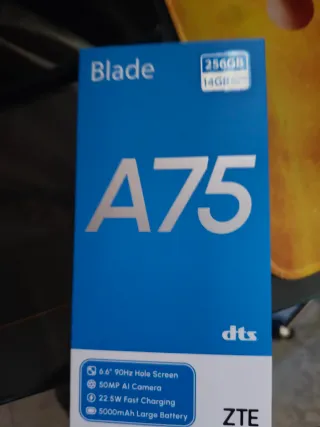 Blade
256GB
14GB
A75
dts
6.6" 90Hz Hole Screen
50MP AI Camera
22.5W Fast Charging
5000mAh Large Battery
ZTE